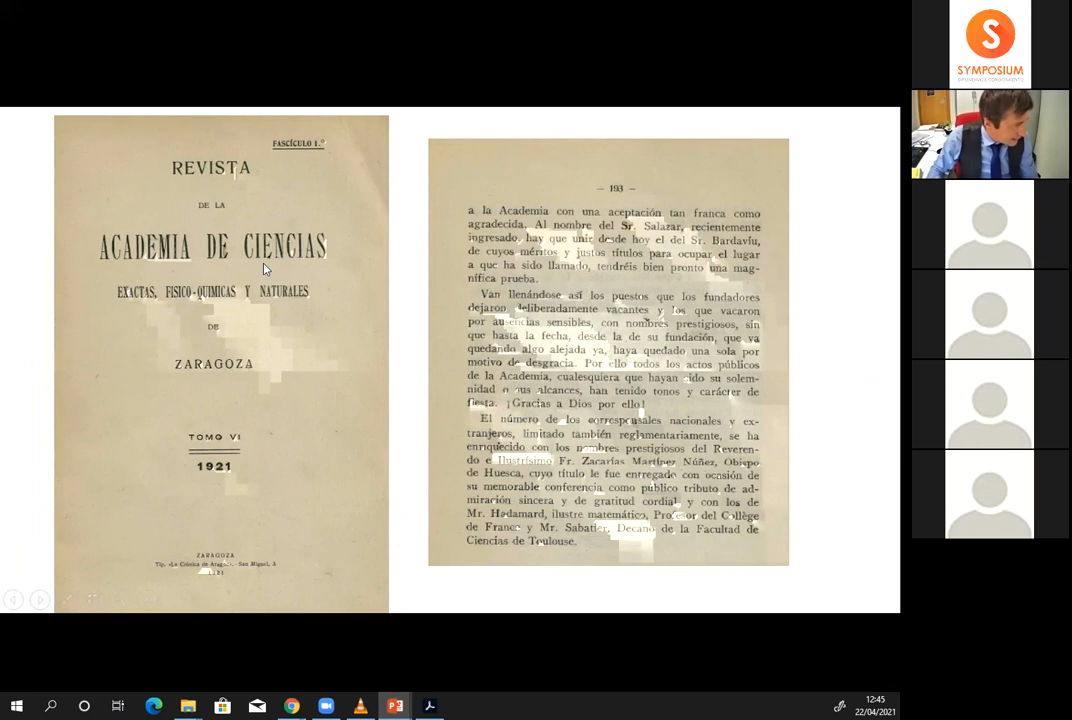 FASCÍCULO 1.º
REVISTA
DE LA
ACADEMIA DE CIENCIAS
EXACTAS, FISICO-QUIMICAS Y NATURALES
DE
ZARAGOZA
TOMO VI
1921
ZARAGOZA
Tip. «La Crónica de Aragón». San Miguel, 3
1921
— 193 —
a la Academia con una aceptación tan franca como
agradecida. Al nombre del Sr. Salazar, recientemente
ingresado, hay que unir desde hoy el del Sr. Bardavíu,
de cuyos méritos y justos títulos para ocupar el lugar
a que ha sido llamado, tendréis bien pronto una mag-
nífica prueba.
Van llenándose así los puestos que los fundadores
dejaron deliberadamente vacantes y los que vacaron
por ausencias sensibles, con nombres prestigiosos, sin
que hasta la fecha, desde la de su fundación, que va
quedando algo alejada ya, haya quedado una sola por
motivo de desgracia. Por ello todos los actos públicos
de la Academia, cualesquiera que hayan sido su solem-
nidad o sus alcances, han tenido tonos y carácter de
fiesta. ¡Gracias a Dios por ello!
El número de los corresponsales nacionales y ex-
tranjeros, limitado también reglamentariamente, se ha
enriquecido con los nombres prestigiosos del Reveren-
do e Ilustrísimo Fr. Zacarías Martínez Núñez, Obispo
de Huesca, cuyo título le fue entregado con ocasión de
su memorable conferencia como público tributo de ad-
miración sincera y de gratitud cordial y con los de
Mr. Hadamard, ilustre matemático, Profesor del Collège
de France y Mr. Sabatier, Decano de la Facultad de
Ciencias de Toulouse.
S
SYMPOSIUM
12:45
22/04/2021